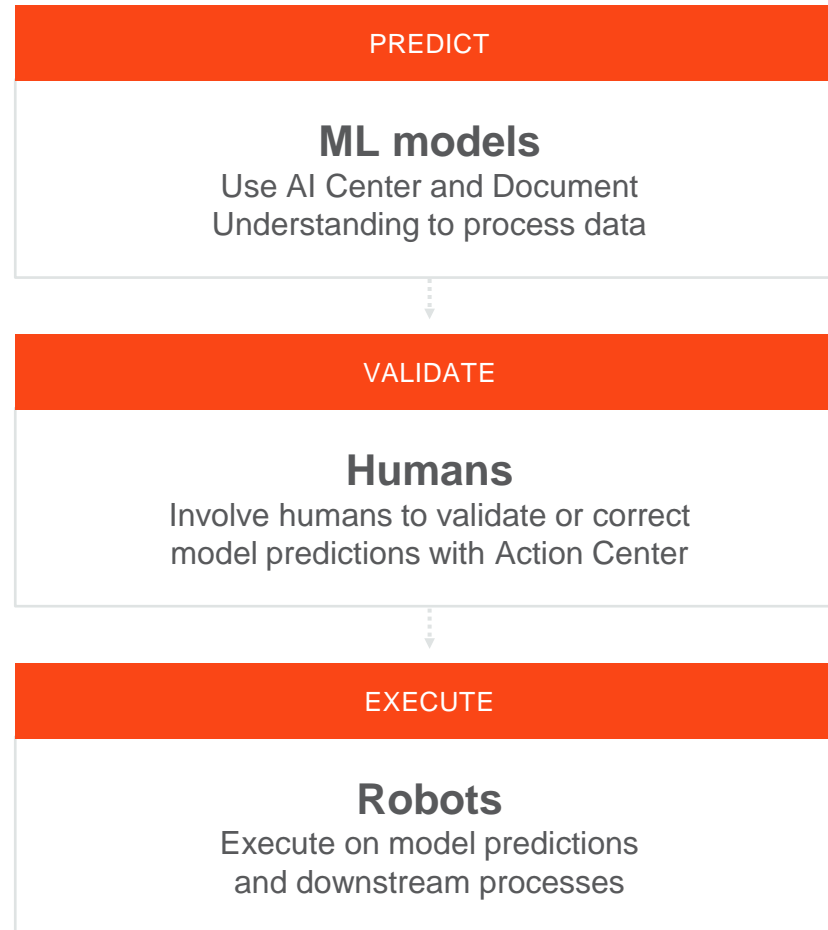 PREDICT
ML models
Use AI Center and Document
Understanding to process data
VALIDATE
Humans
Involve humans to validate or correct
model predictions with Action Center
EXECUTE
Robots
Execute on model predictions
and downstream processes